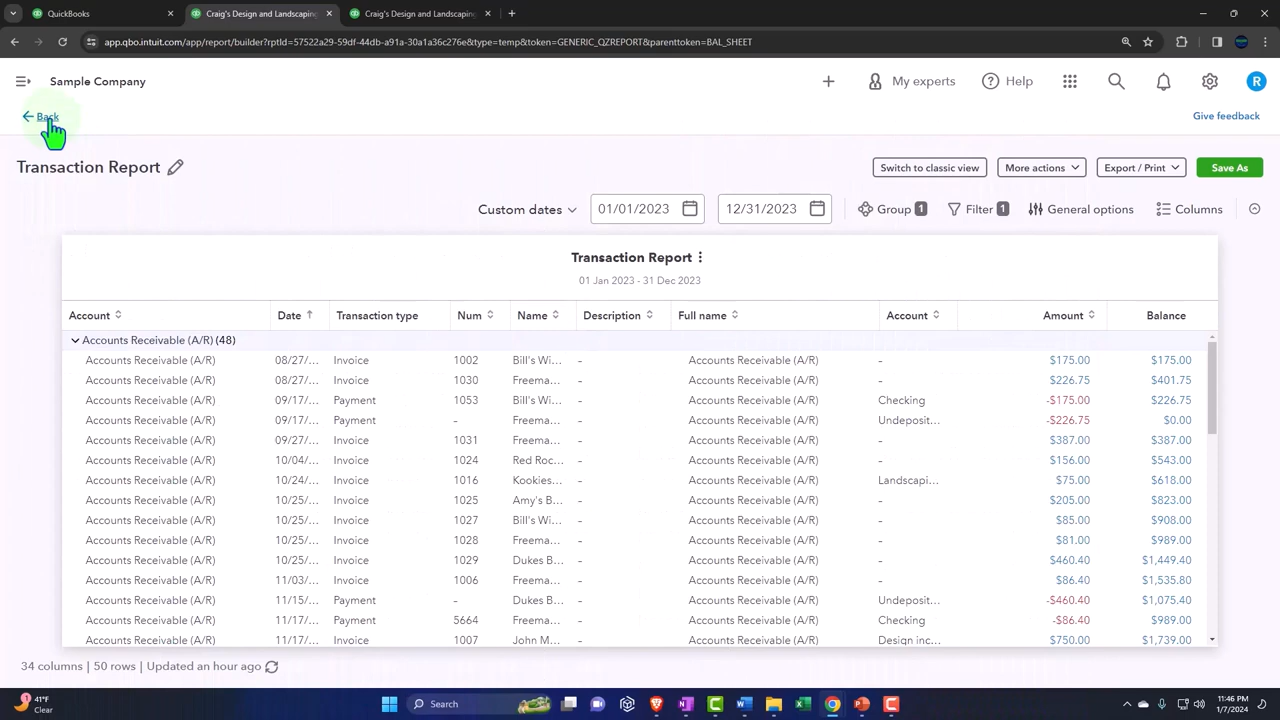 QuickBooks
Craig's Design and Landscaping
Craig's Design and Landscaping
app.qbo.intuit.com/app/report/builder?rptId=57522a29-59df-44db-a91g-30a1a36c276e&type=temp&token=GENERIC_QZREPORT&parenttoken=BAL_SHEET
Sample Company
My experts
Help
R
Back
Give feedback
Transaction Report
Switch to classic view
More actions
Export / Print
Save As
Custom dates
01/01/2023
12/31/2023
Group 1
Filter 1
General options
Columns
Transaction Report
01 Jan 2023 - 31 Dec 2023
Account Date Transaction type Num Name Description Full name Account Amount Balance
Accounts Receivable (A/R) (48)
Accounts Receivable (A/R) 08/27/... Invoice 1002 Bill's Wi... – Accounts Receivable (A/R) – $175.00 $175.00
Accounts Receivable (A/R) 08/27/... Invoice 1030 Freema... – Accounts Receivable (A/R) – $226.75 $401.75
Accounts Receivable (A/R) 09/17/... Payment 1053 Bill's Wi... – Accounts Receivable (A/R) Checking -$175.00 $226.75
Accounts Receivable (A/R) 09/17/... Payment – Freema... – Accounts Receivable (A/R) Undeposit... -$226.75 $0.00
Accounts Receivable (A/R) 09/27/... Invoice 1031 Freema... – Accounts Receivable (A/R) – $387.00 $387.00
Accounts Receivable (A/R) 10/04/... Invoice 1024 Red Roc... – Accounts Receivable (A/R) – $156.00 $543.00
Accounts Receivable (A/R) 10/24/... Invoice 1016 Kookies... – Accounts Receivable (A/R) Landscapi... $75.00 $618.00
Accounts Receivable (A/R) 10/25/... Invoice 1025 Amy's B... – Accounts Receivable (A/R) – $205.00 $823.00
Accounts Receivable (A/R) 10/25/... Invoice 1027 Bill's Wi... – Accounts Receivable (A/R) – $85.00 $908.00
Accounts Receivable (A/R) 10/25/... Invoice 1028 Freema... – Accounts Receivable (A/R) – $81.00 $989.00
Accounts Receivable (A/R) 10/25/... Invoice 1029 Dukes B... – Accounts Receivable (A/R) – $460.40 $1,449.40
Accounts Receivable (A/R) 11/03/... Invoice 1006 Freema... – Accounts Receivable (A/R) – $86.40 $1,535.80
Accounts Receivable (A/R) 11/15/... Payment – Dukes B... – Accounts Receivable (A/R) Undeposit... -$460.40 $1,075.40
Accounts Receivable (A/R) 11/17/... Payment 5664 Freema... – Accounts Receivable (A/R) Checking -$86.40 $989.00
Accounts Receivable (A/R) 11/17/... Invoice 1007 John M... – Accounts Receivable (A/R) Design inc... $750.00 $1,739.00
34 columns | 50 rows | Updated an hour ago
41°F
Clear
Search
11:46 PM
1/7/2024